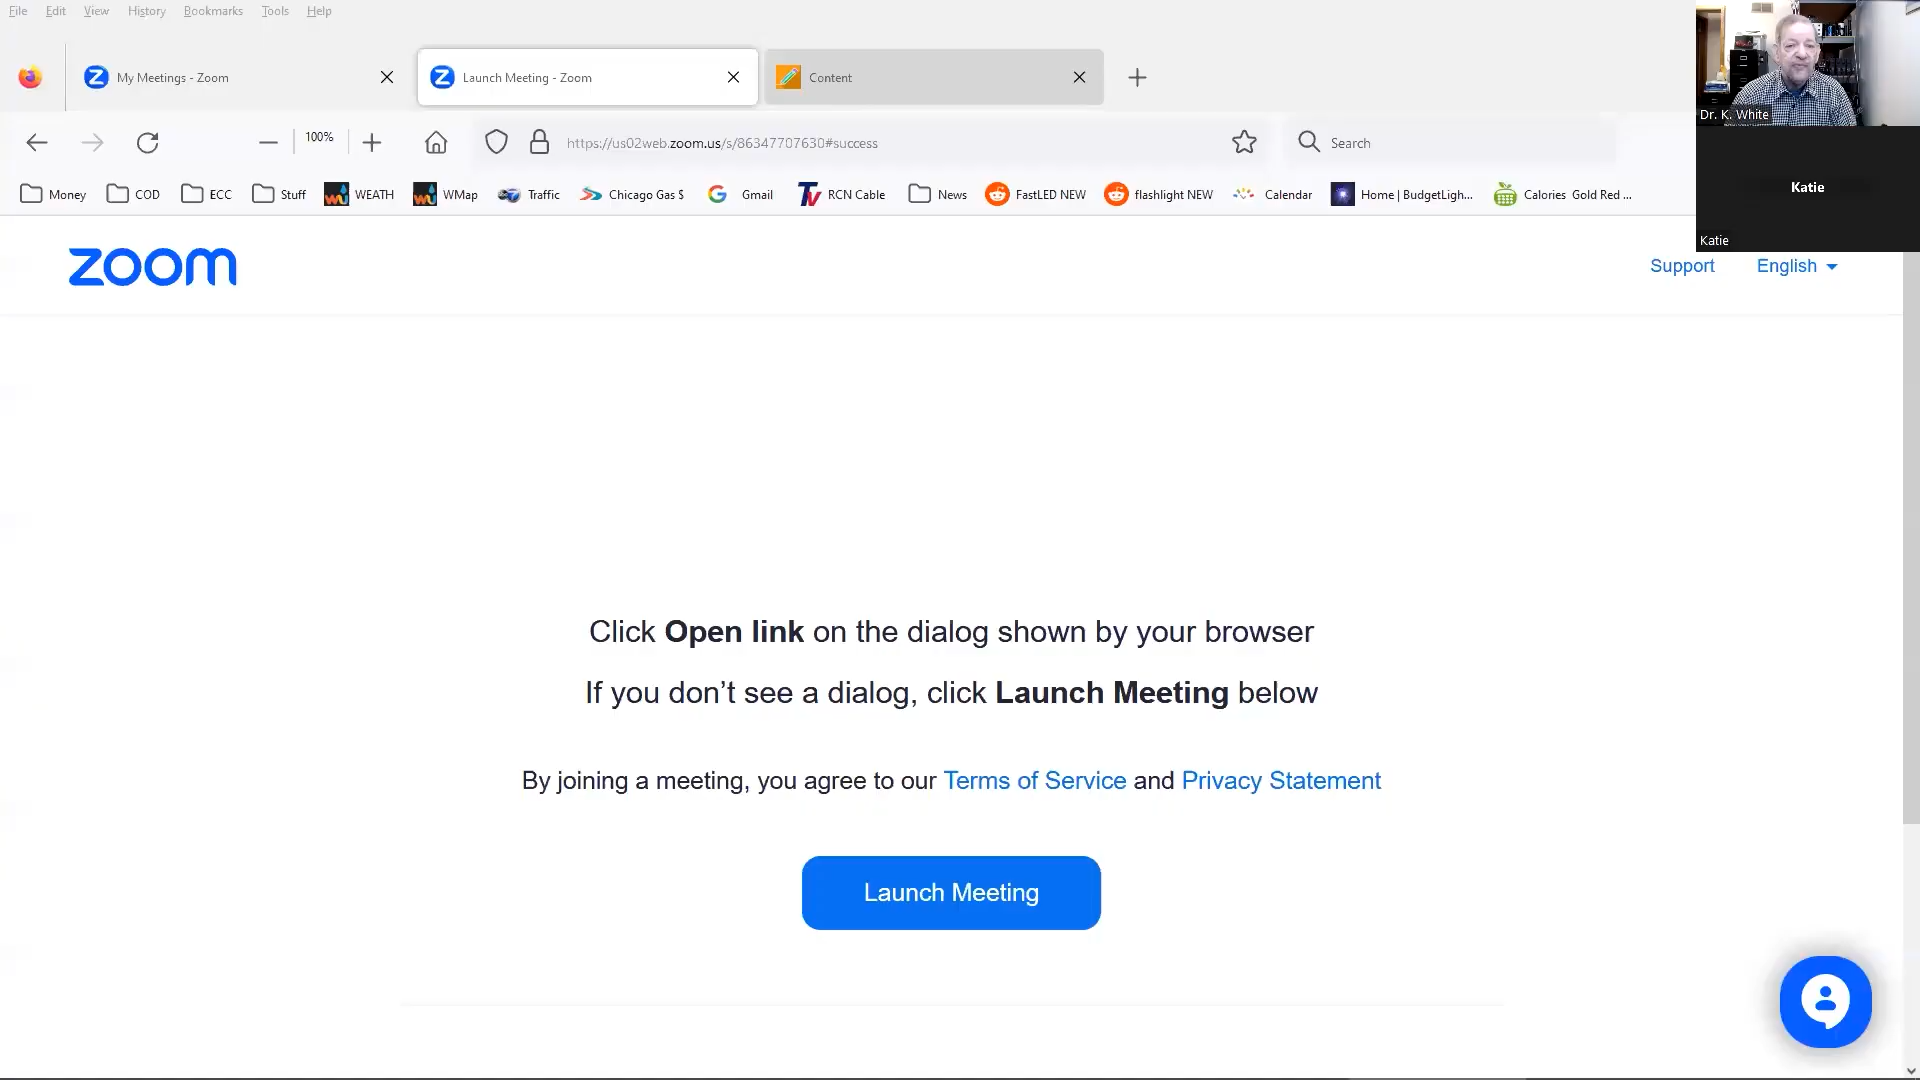 File Edit View History Bookmarks Tools Help
My Meetings - Zoom
Launch Meeting - Zoom
Content
100%
https://us02web.zoom.us/s/86347707630#success
Search
Money COD ECC Stuff WEATH WMap Traffic Chicago Gas $ Gmail RCN Cable News FastLED NEW flashlight NEW Calendar Home | BudgetLigh... Calories Gold Red ...
Dr. K. White
Katie
Katie
zoom
Support English
Click Open link on the dialog shown by your browser
If you don’t see a dialog, click Launch Meeting below
By joining a meeting, you agree to our Terms of Service and Privacy Statement
Launch Meeting